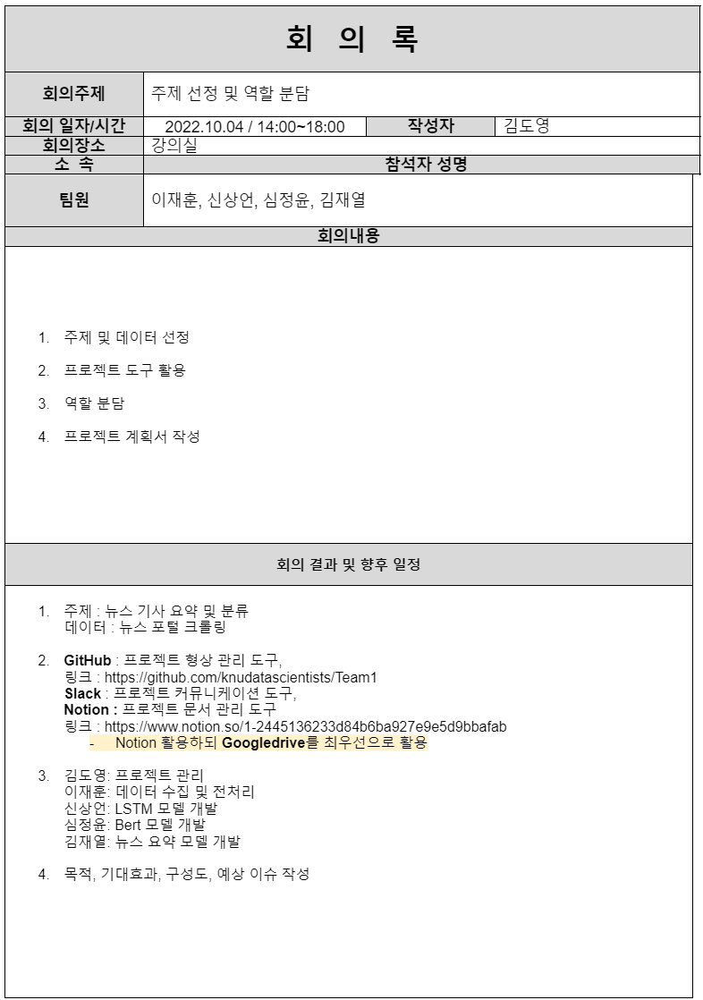 회 의 록
회의주제 주제 선정 및 역할 분담
회의 일자/시간 2022.10.04 / 14:00~18:00 작성자 김도영
회의장소 강의실
소 속 참석자 성명
팀원 이재훈, 신상언, 심정윤, 김재열
회의내용
1. 주제 및 데이터 선정
2. 프로젝트 도구 활용
3. 역할 분담
4. 프로젝트 계획서 작성
회의 결과 및 향후 일정
1. 주제 : 뉴스 기사 요약 및 분류
데이터 : 뉴스 포털 크롤링
2. GitHub : 프로젝트 형상 관리 도구,
링크 : https://github.com/knudatascientists/Team1
Slack : 프로젝트 커뮤니케이션 도구,
Notion : 프로젝트 문서 관리 도구
링크 : https://www.notion.so/1-2445136233d84b6ba927e9e5d9bbafab
- Notion 활용하되 Googledrive를 최우선으로 활용
3. 김도영: 프로젝트 관리
이재훈: 데이터 수집 및 전처리
신상언: LSTM 모델 개발
심정윤: Bert 모델 개발
김재열: 뉴스 요약 모델 개발
4. 목적, 기대효과, 구성도, 예상 이슈 작성